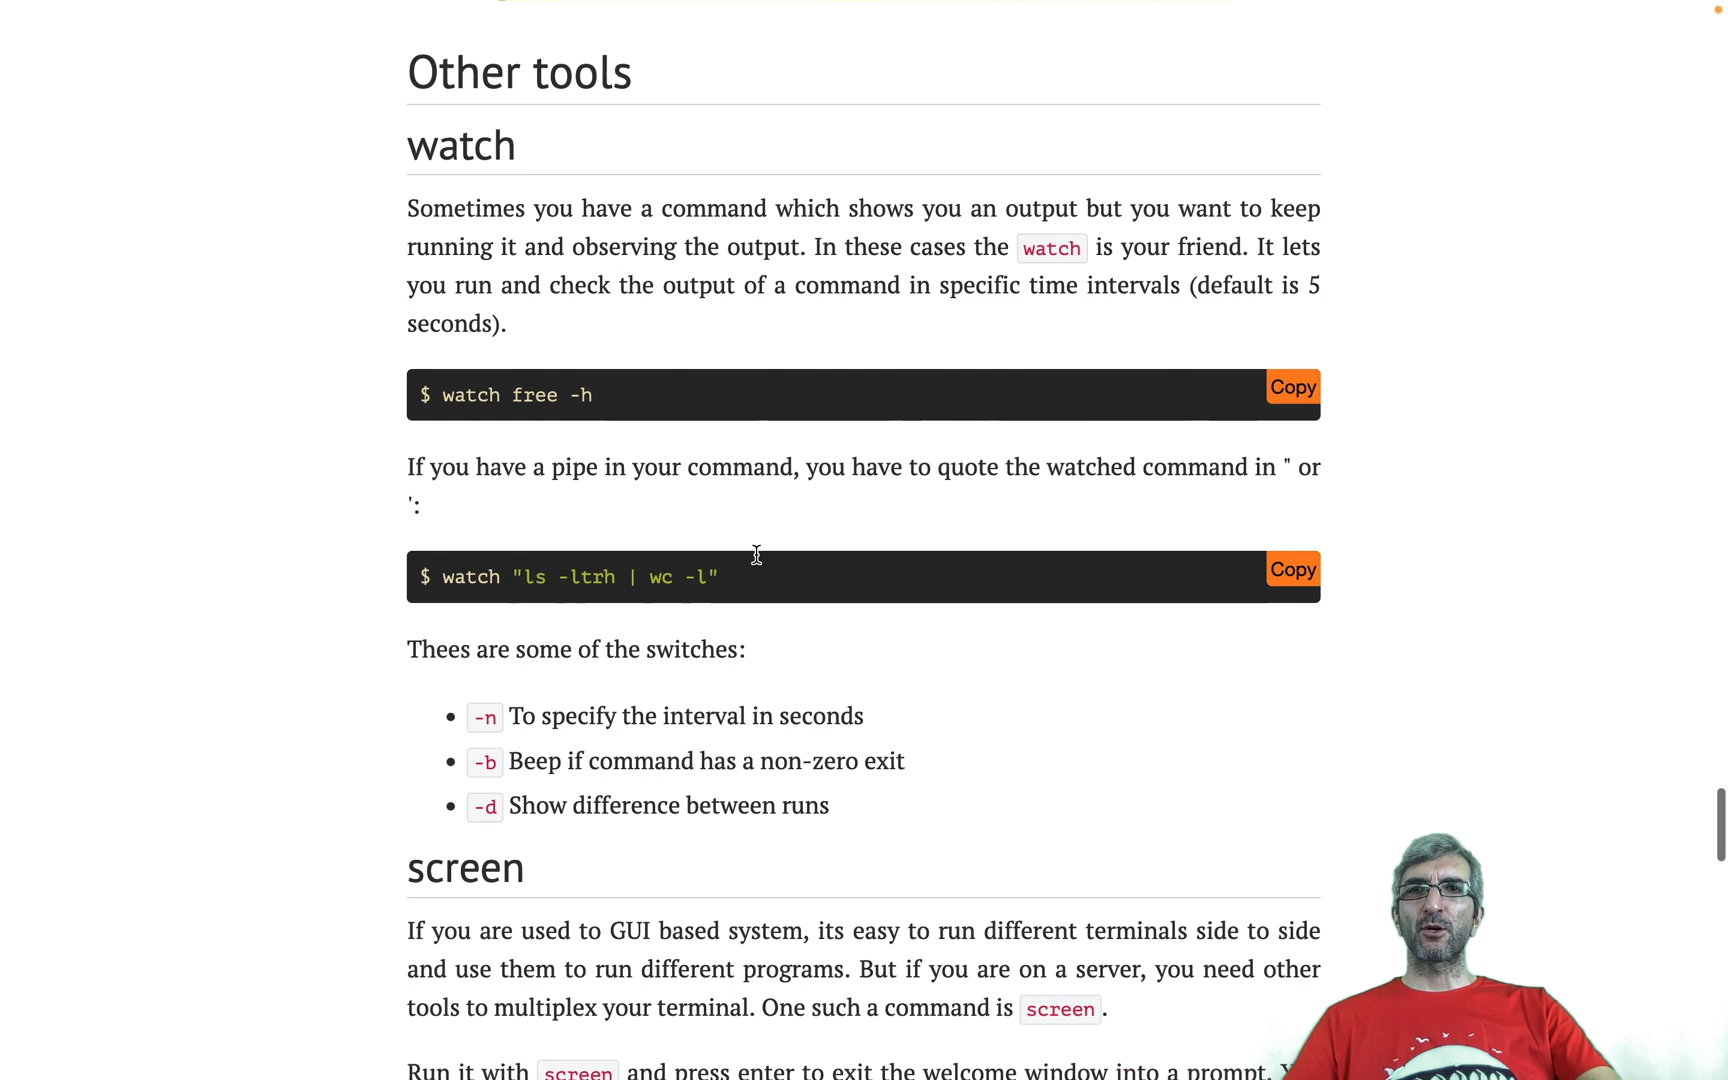 Other tools
watch
Sometimes you have a command which shows you an output but you want to keep
running it and observing the output. In these cases the watch is your friend. It lets
you run and check the output of a command in specific time intervals (default is 5
seconds).
$ watch free -h
Copy
If you have a pipe in your command, you have to quote the watched command in " or
':
$ watch "ls -ltrh | wc -l"
Copy
Thees are some of the switches:
-n To specify the interval in seconds
-b Beep if command has a non-zero exit
-d Show difference between runs
screen
If you are used to GUI based system, its easy to run different terminals side to side
and use them to run different programs. But if you are on a server, you need other
tools to multiplex your terminal. One such a command is screen.
Run it with screen and press enter to exit the welcome window into a prompt.